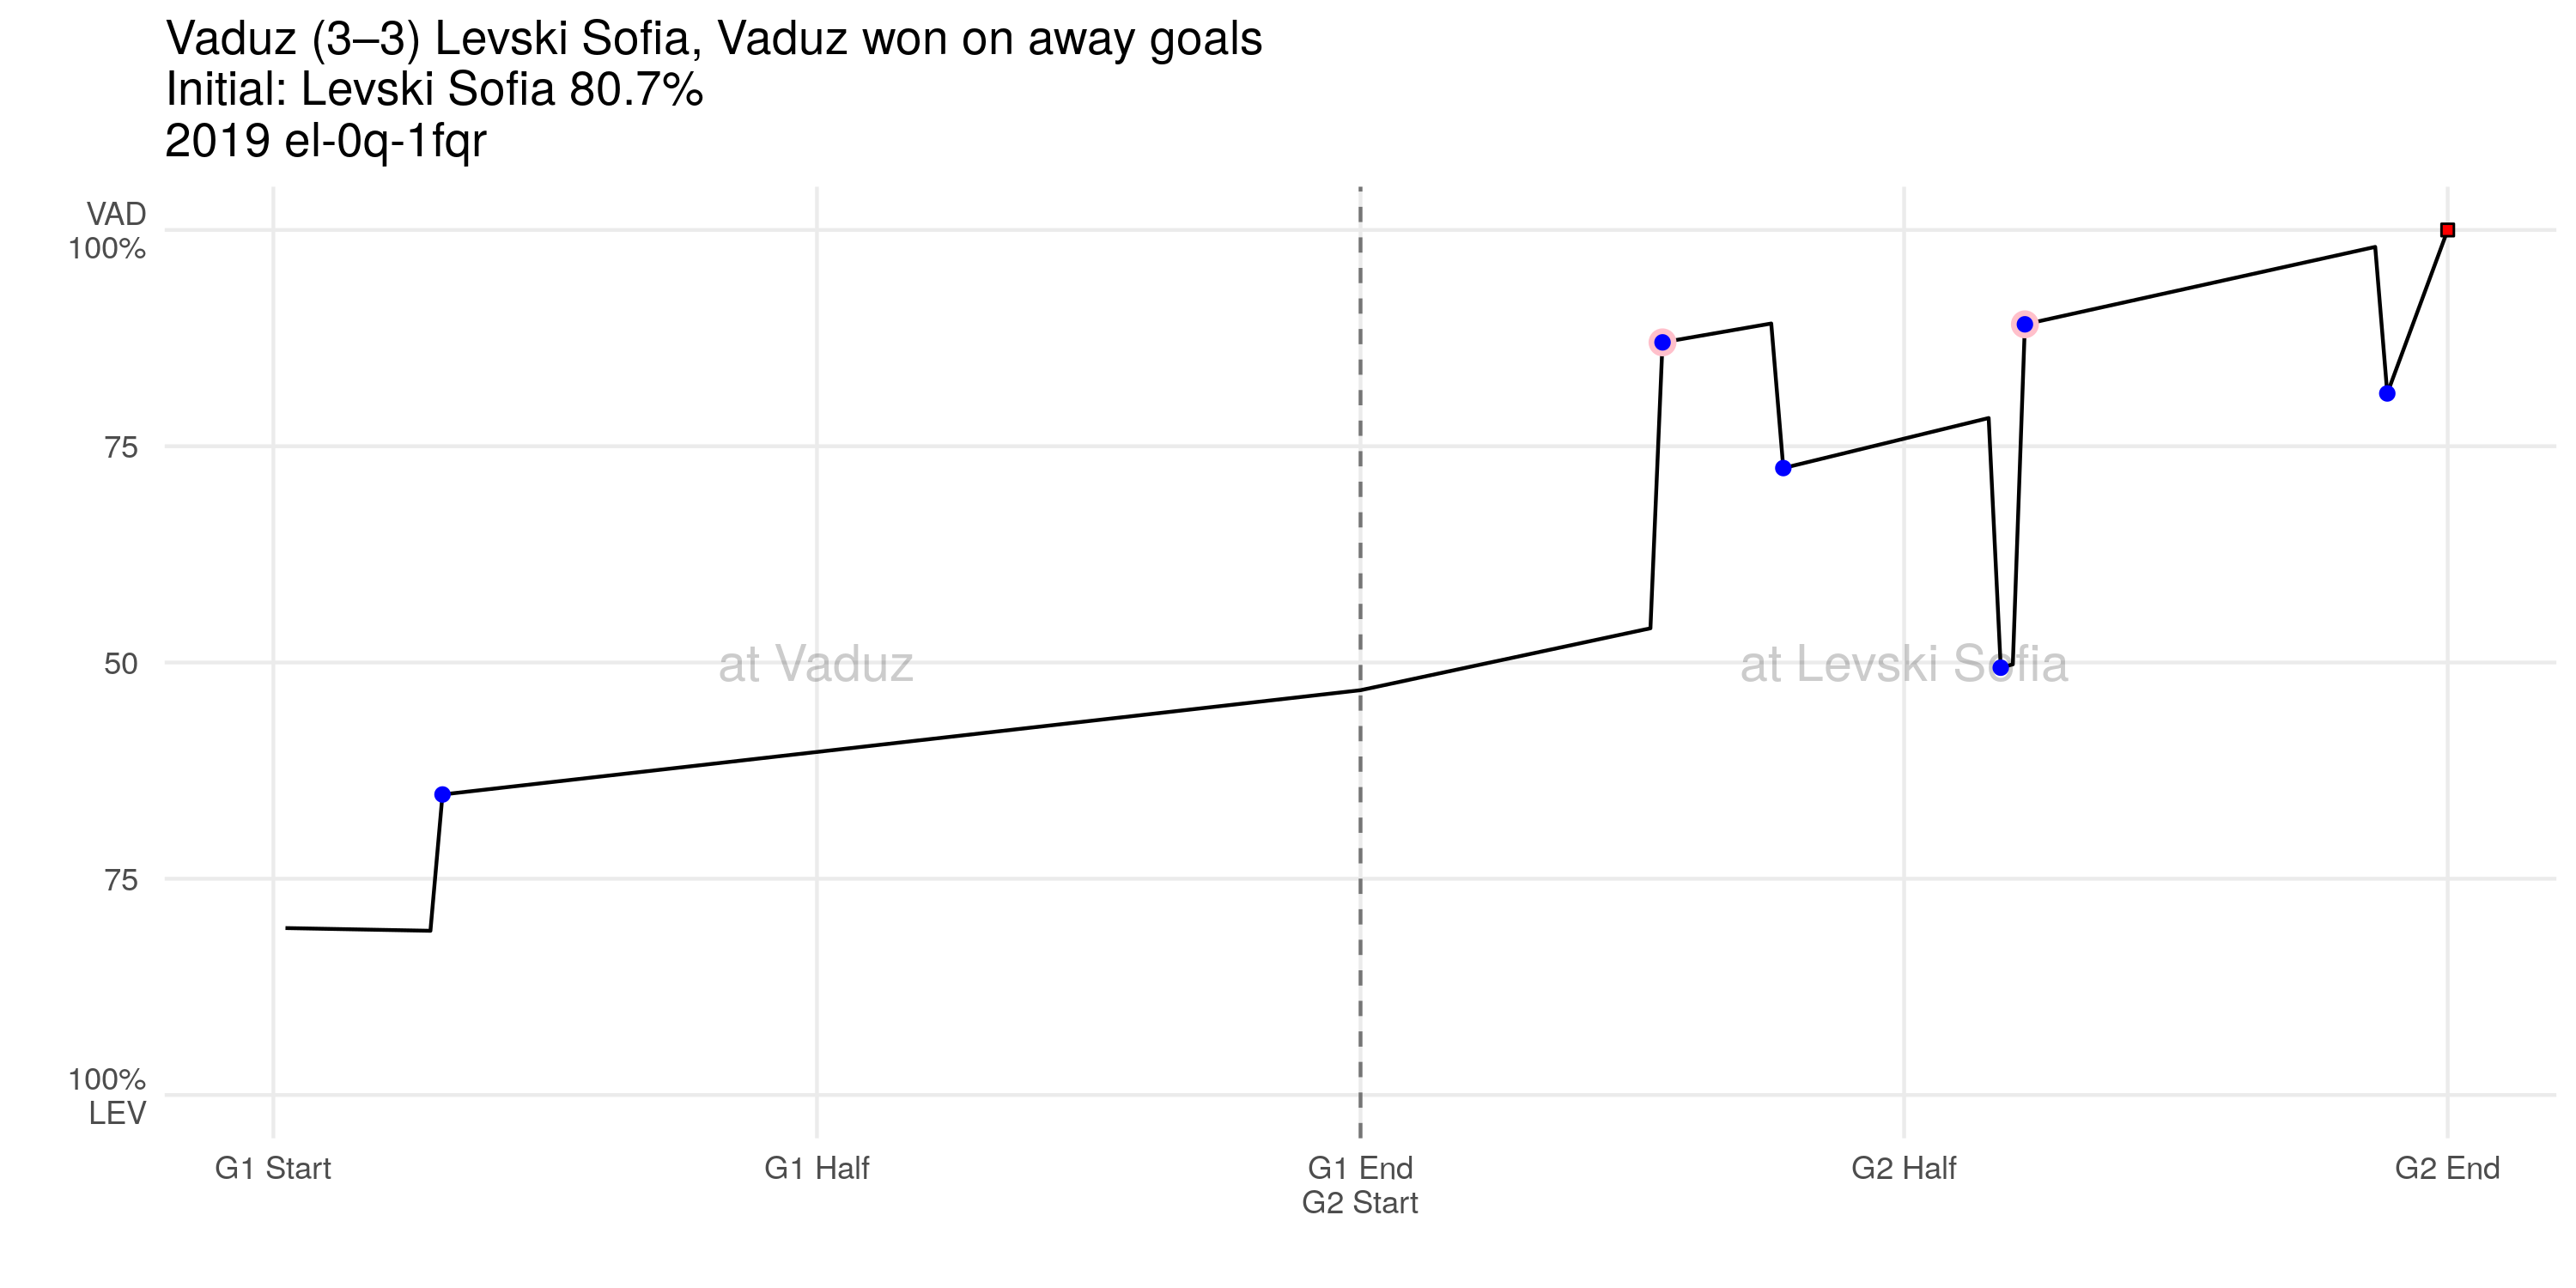 Vaduz (3–3) Levski Sofia, Vaduz won on away goals
Initial: Levski Sofia 80.7%
2019 el-0q-1fqr
VAD
100%
75
50
75
100%
LEV
at Vaduz
at Levski Sofia
G1 Start
G1 Half
G1 End
G2 Start
G2 Half
G2 End